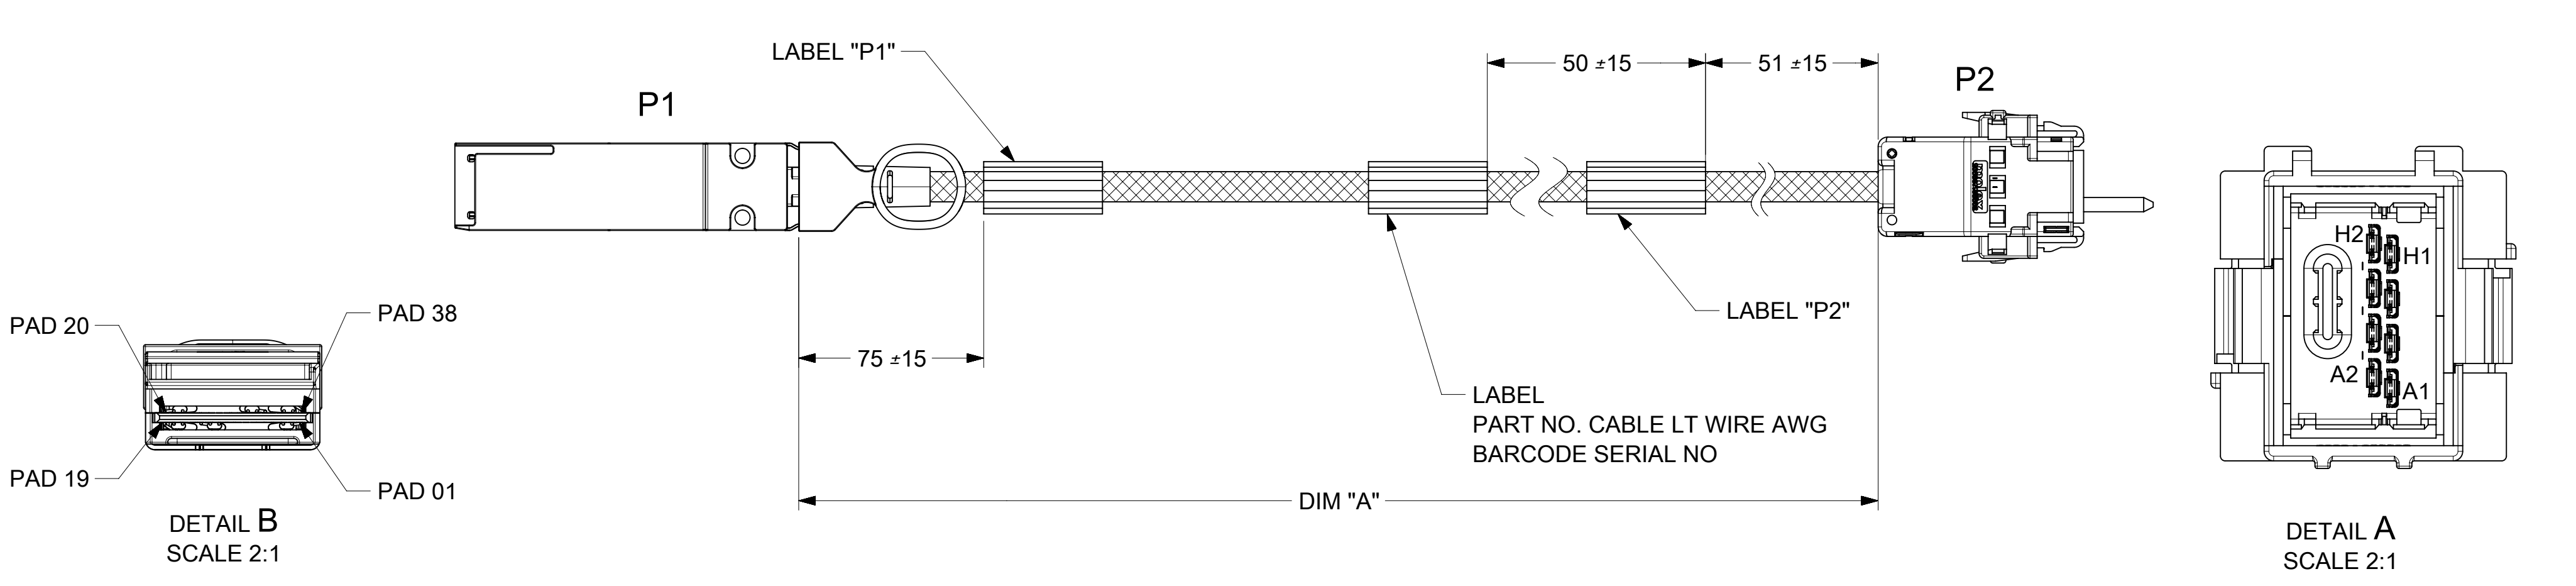 LABEL "P1"
50 ±15
51 ±15
P1
P2
H2
H1
PAD 20
PAD 38
LABEL "P2"
75 ±15
A2
A1
LABEL
PART NO. CABLE LT WIRE AWG
BARCODE SERIAL NO
PAD 19
PAD 01
DIM "A"
DETAIL B
SCALE 2:1
DETAIL A
SCALE 2:1